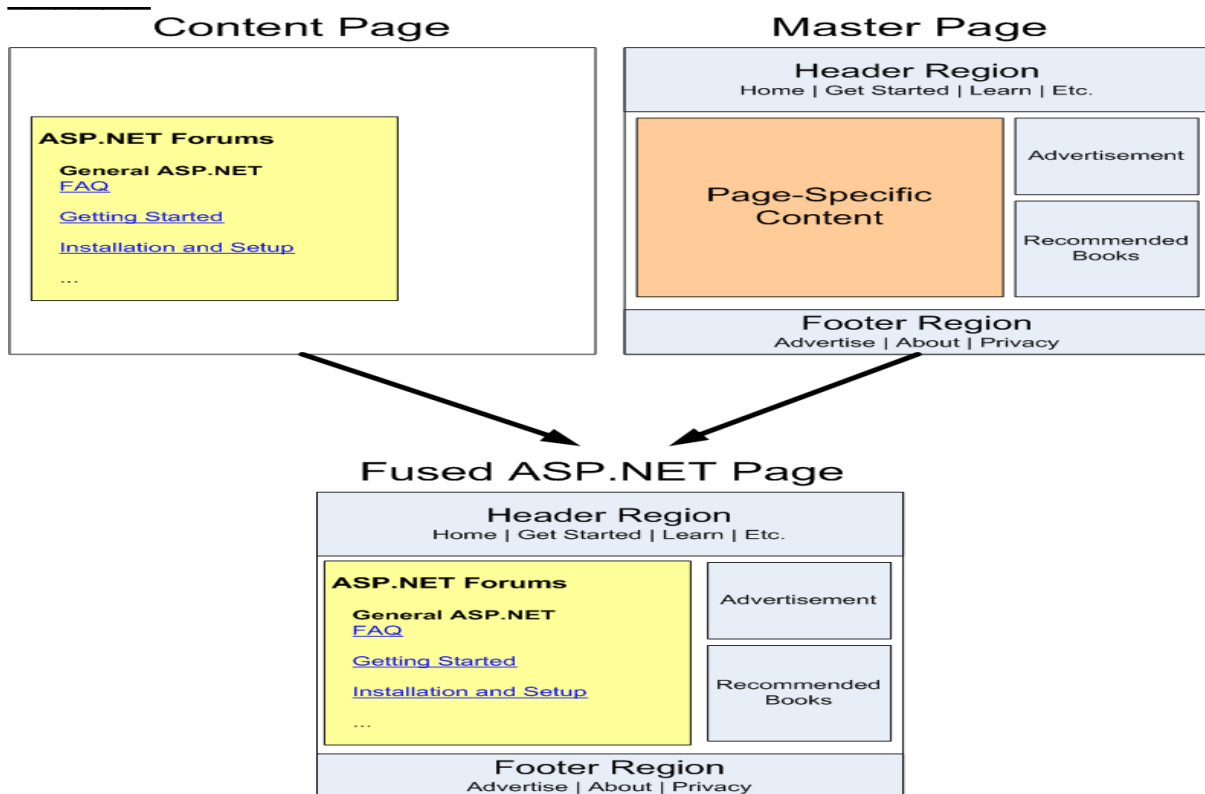 Content Page
ASP.NET Forums
General ASP.NET
FAQ
Getting Started
Installation and Setup
...
Master Page
Header Region
Home | Get Started | Learn | Etc.
Page-Specific
Content
Advertisement
Recommended
Books
Footer Region
Advertise | About | Privacy
Fused ASP.NET Page
Header Region
Home | Get Started | Learn | Etc.
ASP.NET Forums
General ASP.NET
FAQ
Getting Started
Installation and Setup
...
Advertisement
Recommended
Books
Footer Region
Advertise | About | Privacy